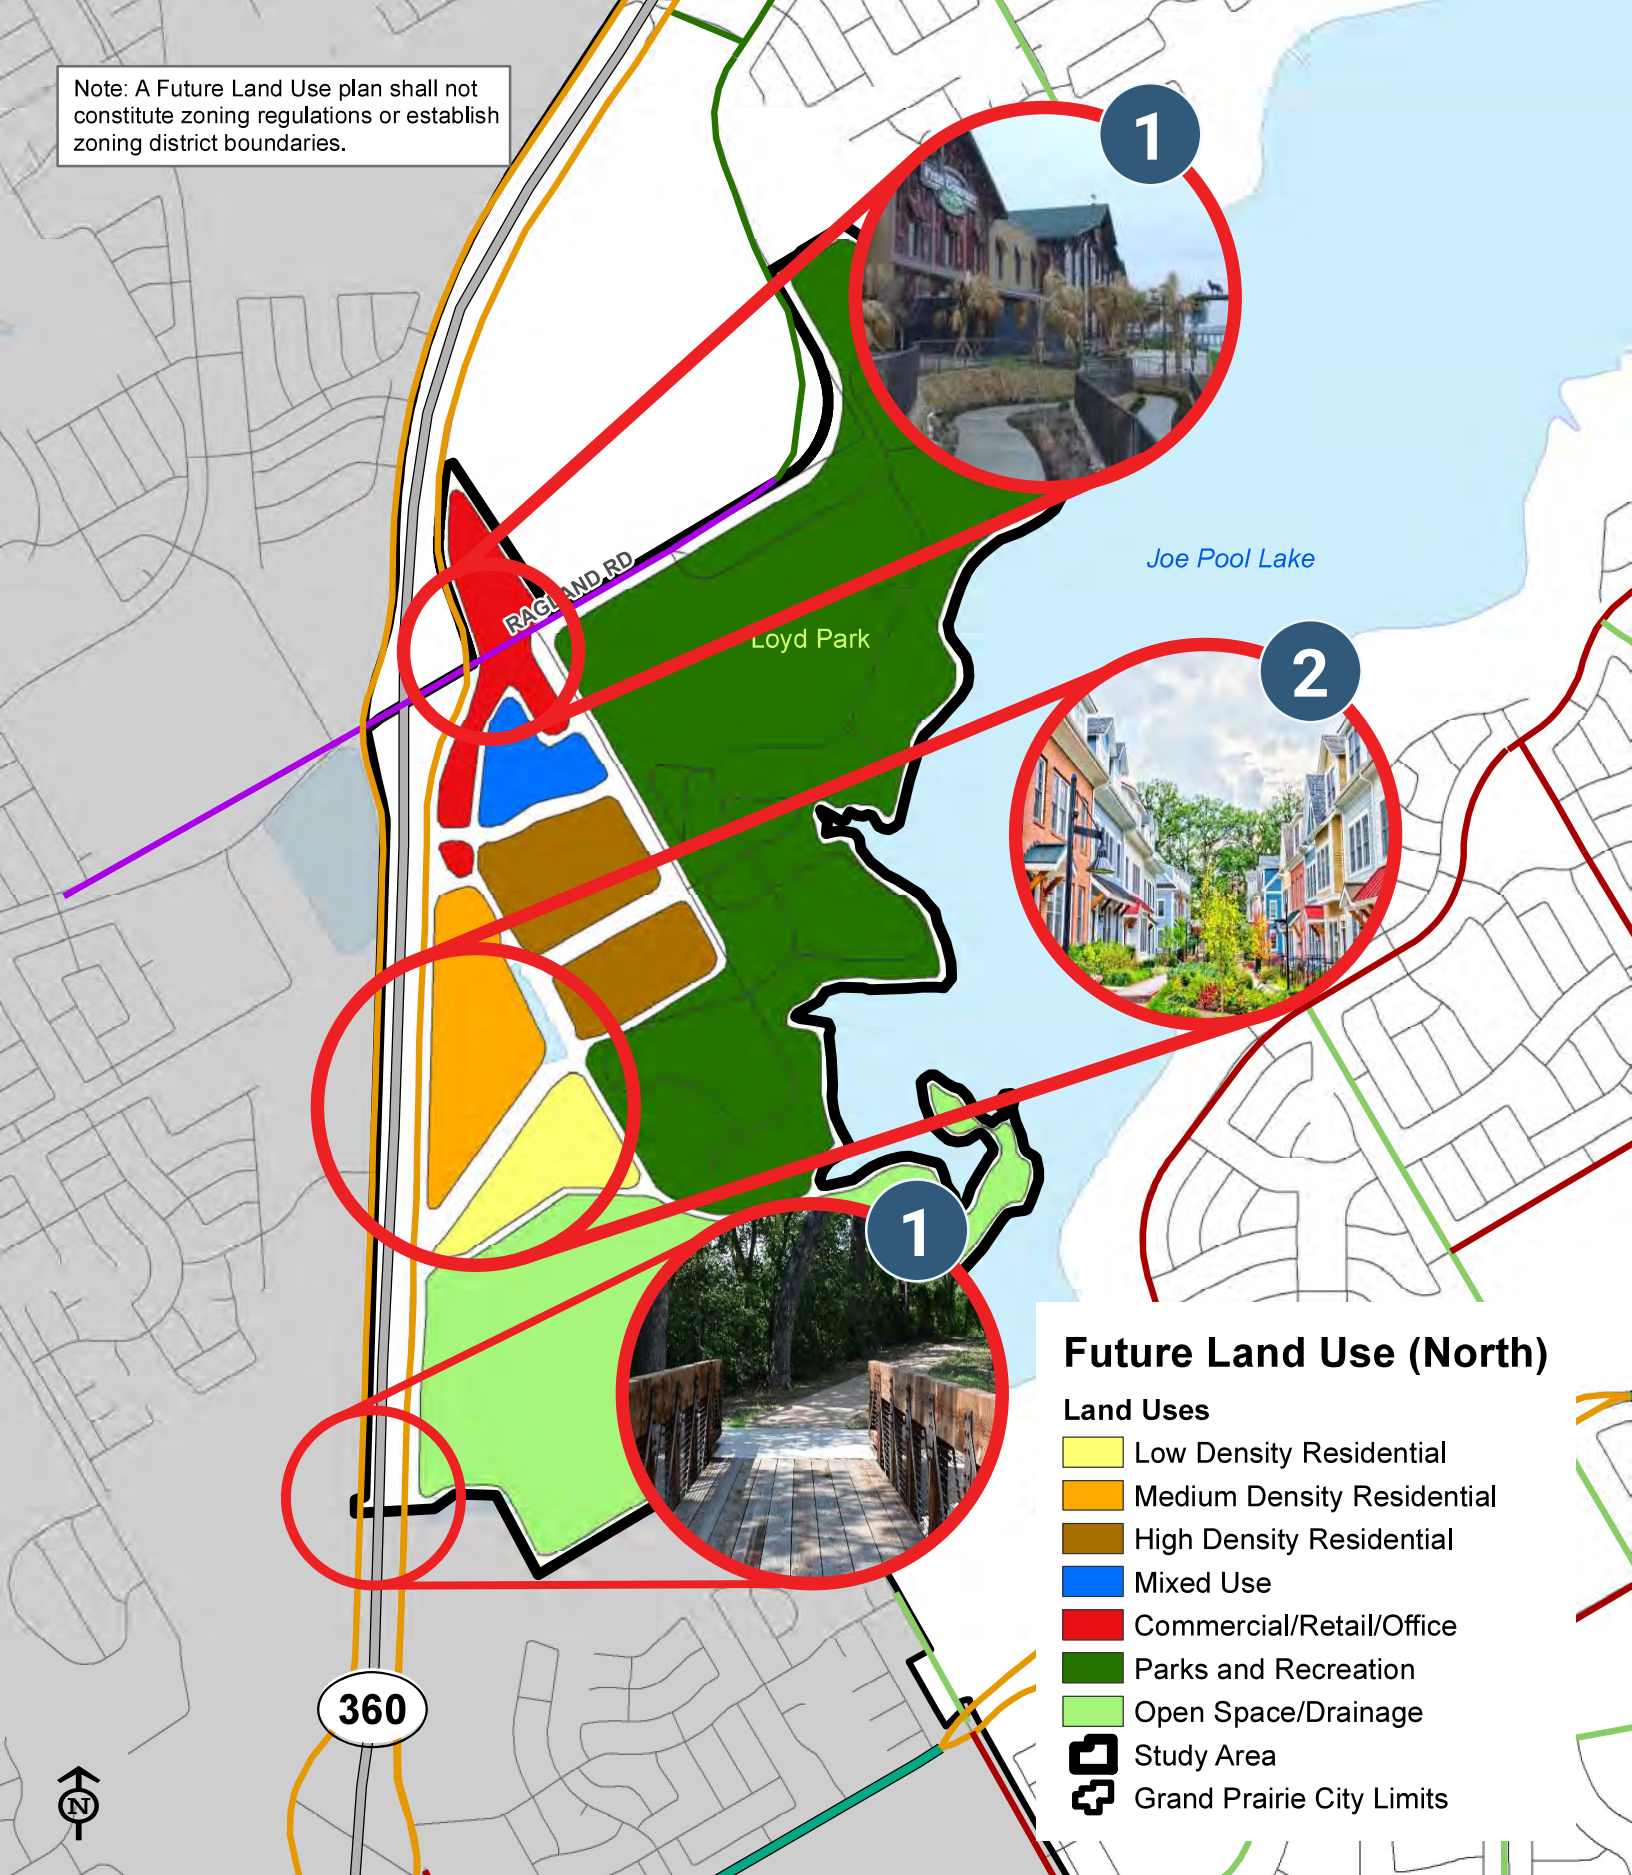 Note: A Future Land Use plan shall not
constitute zoning regulations or establish
zoning district boundaries.
1
RAGLAND RD
Joe Pool Lake
Loyd Park
2
1
360
N
Future Land Use (North)
Land Uses
Low Density Residential
Medium Density Residential
High Density Residential
Mixed Use
Commercial/Retail/Office
Parks and Recreation
Open Space/Drainage
Study Area
Grand Prairie City Limits